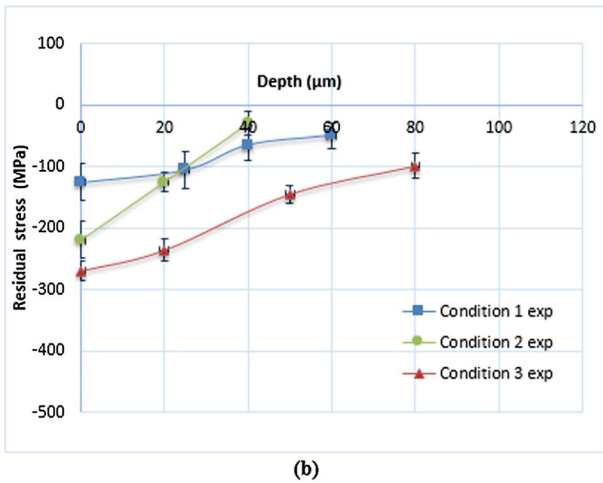 100
Depth (μm)
0
0 20 40 60 80 100 120
-100
-200
-300
-400
-500
Residual stress (MPa)
Condition 1 exp
Condition 2 exp
Condition 3 exp
(b)